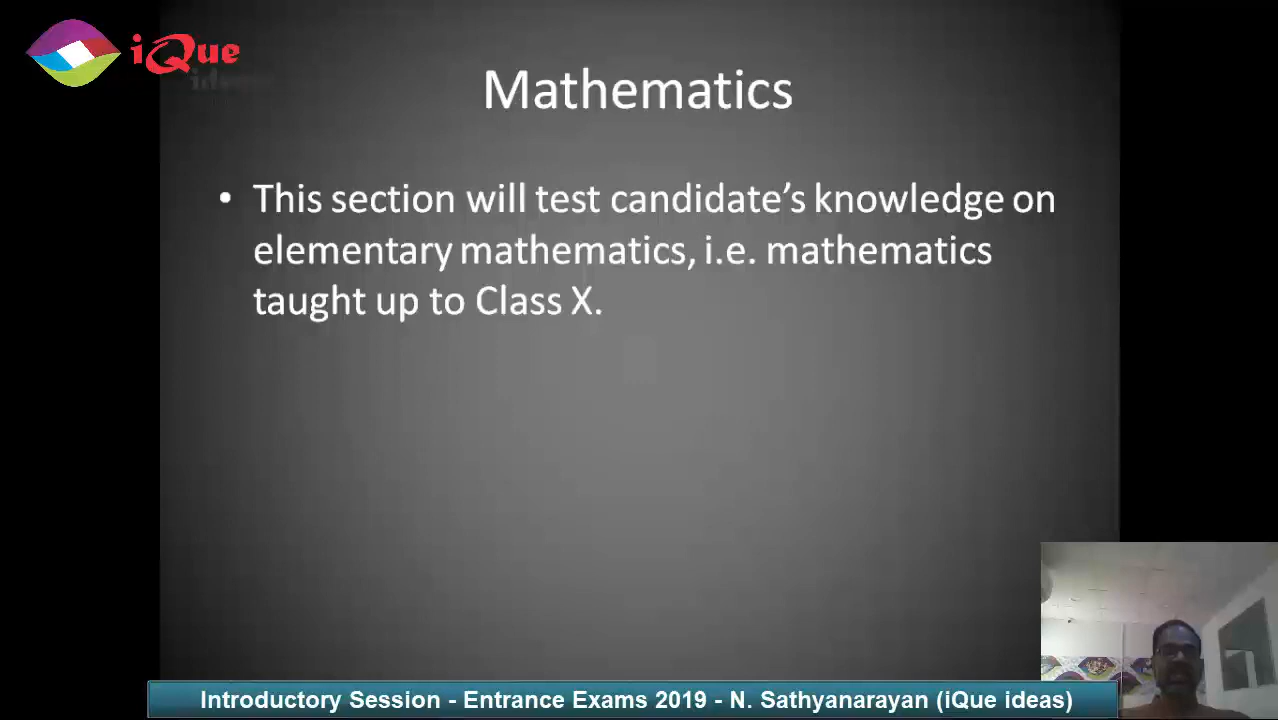 iQue
ideas
Mathematics
• This section will test candidate’s knowledge on
elementary mathematics, i.e. mathematics
taught up to Class X.
Introductory Session - Entrance Exams 2019 - N. Sathyanarayan (iQue ideas)